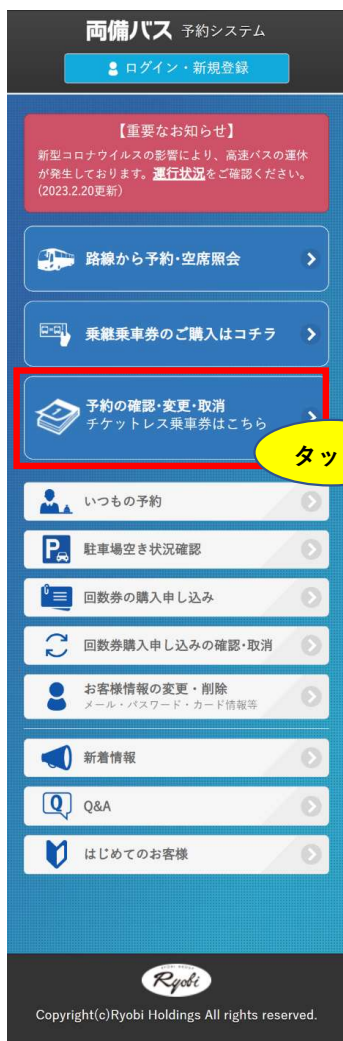 両備バス 予約システム
ログイン・新規登録
【重要なお知らせ】
新型コロナウイルスの影響により、高速バスの運休
が発生しております。運行状況をご確認ください。
(2023.2.20更新)
路線から予約・空席照会
乗継乗車券のご購入はコチラ
予約の確認・変更・取消
チケットレス乗車券はこちら
タッ
いつもの予約
P
駐車場空き状況確認
回数券の購入申し込み
回数券購入申し込みの確認・取消
お客様情報の変更・削除
メール・パスワード・カード情報等
新着情報
Q
Q&A
はじめてのお客様
Ryobi
Copyright(c)Ryobi Holdings All rights reserved.